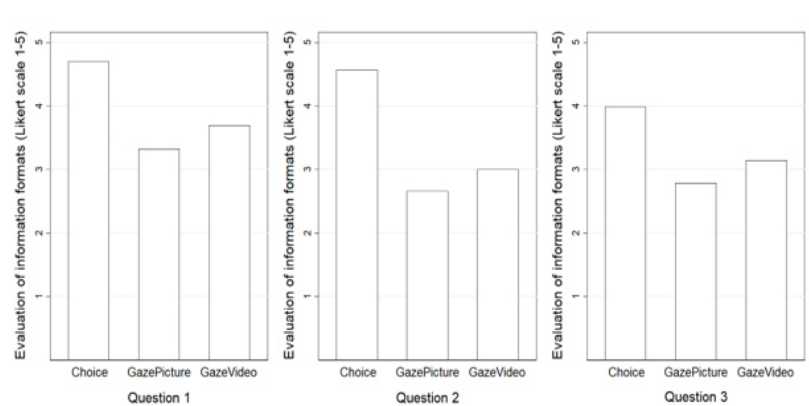 Evaluation of information formats (Likert scale 1-5)
5
4
3
2
1
Choice GazePicture GazeVideo
Question 1
Evaluation of information formats (Likert scale 1-5)
5
4
3
2
1
Choice GazePicture GazeVideo
Question 2
Evaluation of information formats (Likert scale 1-5)
5
4
3
2
1
Choice GazePicture GazeVideo
Question 3